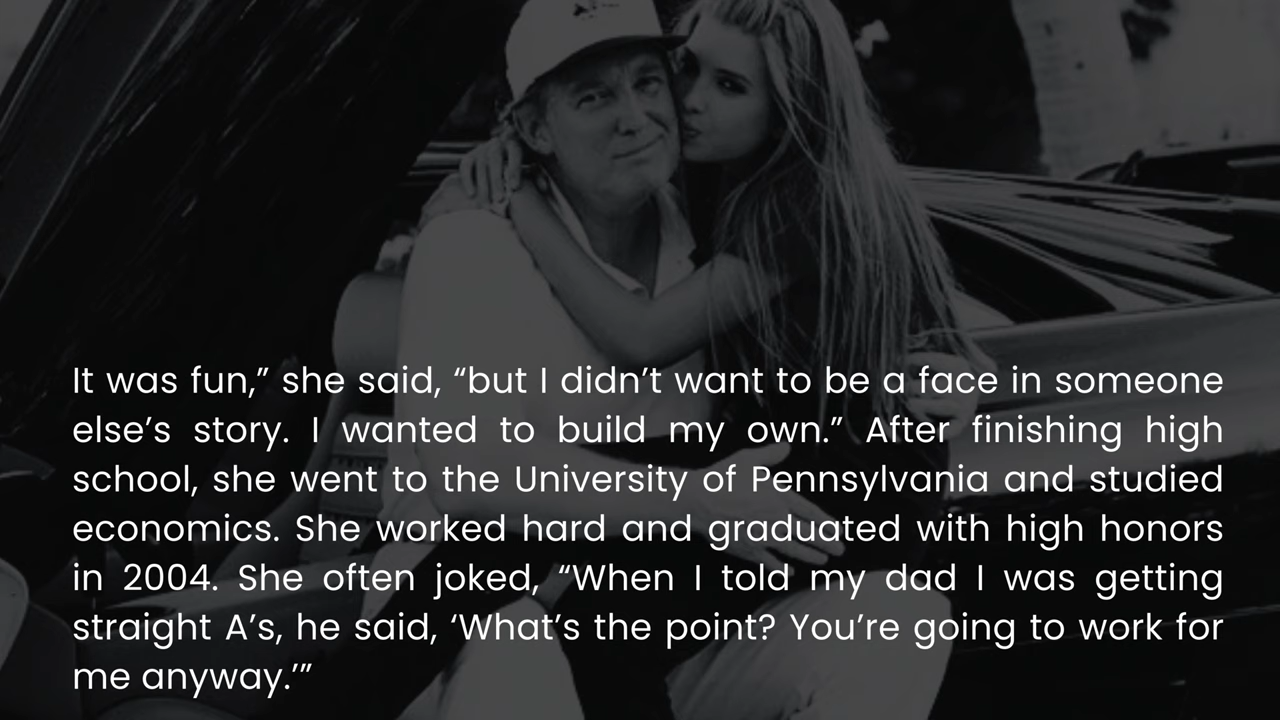 It was fun,” she said, “but I didn’t want to be a face in someone
else’s story. I wanted to build my own.” After finishing high
school, she went to the University of Pennsylvania and studied
economics. She worked hard and graduated with high honors
in 2004. She often joked, “When I told my dad I was getting
straight A’s, he said, ‘What’s the point? You’re going to work for
me anyway.’”